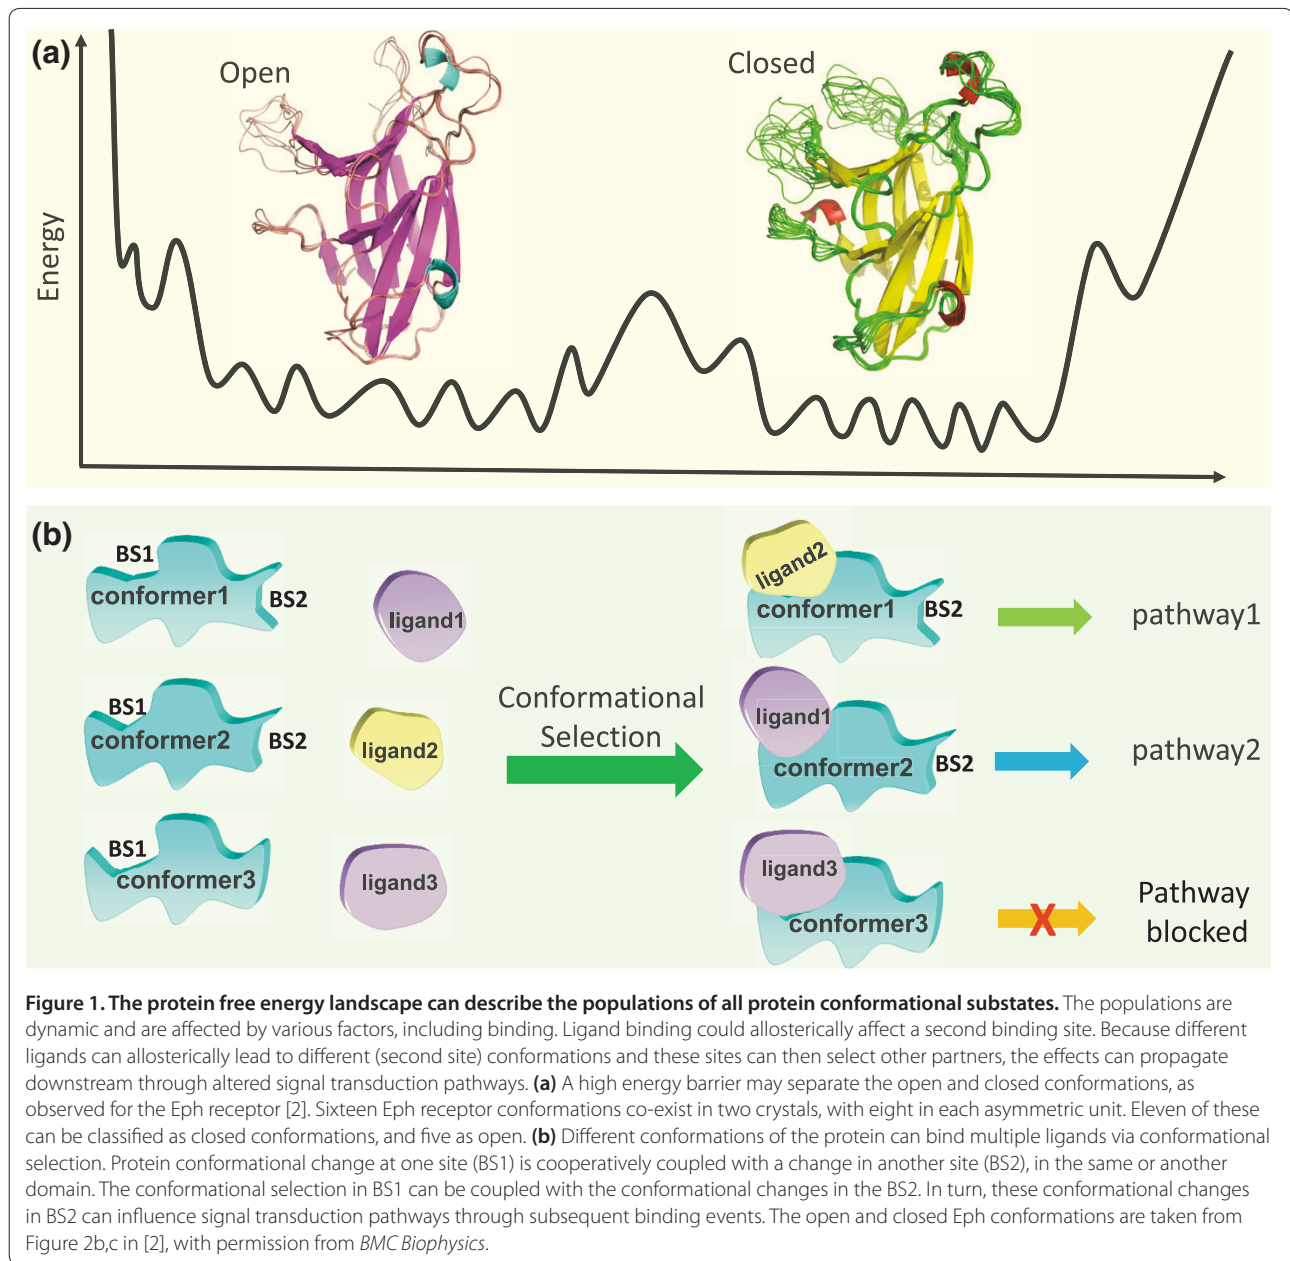 (a)
Open
Closed
Energy
(b)
BS1
conformer1
BS2
ligand1
BS1
conformer2
BS2
ligand2
BS1
conformer3
ligand3
Conformational
Selection
ligand2
conformer1
BS2
pathway1
ligand1
conformer2
BS2
pathway2
ligand3
conformer3
X
Pathway
blocked
Figure 1. The protein free energy landscape can describe the populations of all protein conformational substates. The populations are
dynamic and are affected by various factors, including binding. Ligand binding could allosterically affect a second binding site. Because different
ligands can allosterically lead to different (second site) conformations and these sites can then select other partners, the effects can propagate
downstream through altered signal transduction pathways. (a) A high energy barrier may separate the open and closed conformations, as
observed for the Eph receptor [2]. Sixteen Eph receptor conformations co-exist in two crystals, with eight in each asymmetric unit. Eleven of these
can be classified as closed conformations, and five as open. (b) Different conformations of the protein can bind multiple ligands via conformational
selection. Protein conformational change at one site (BS1) is cooperatively coupled with a change in another site (BS2), in the same or another
domain. The conformational selection in BS1 can be coupled with the conformational changes in the BS2. In turn, these conformational changes
in BS2 can influence signal transduction pathways through subsequent binding events. The open and closed Eph conformations are taken from
Figure 2b,c in [2], with permission from BMC Biophysics.